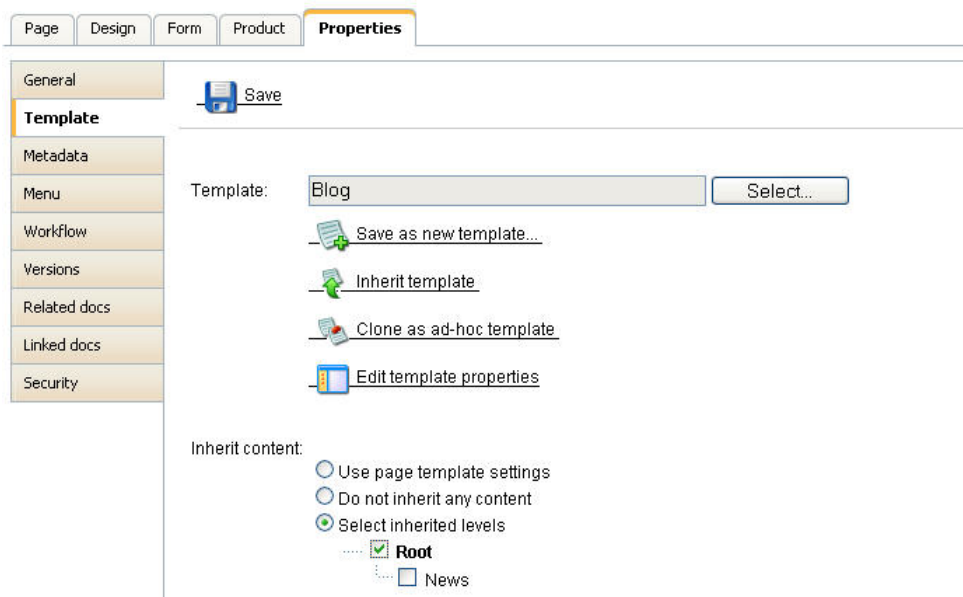 Page Design Form Product Properties
General
Save
Template
Metadata
Template: Blog Select...
Menu
Workflow
Save as new template...
Versions
Inherit template
Related docs
Clone as ad-hoc template
Linked docs
Security
Edit template properties
Inherit content:
Use page template settings
Do not inherit any content
Select inherited levels
Root
News